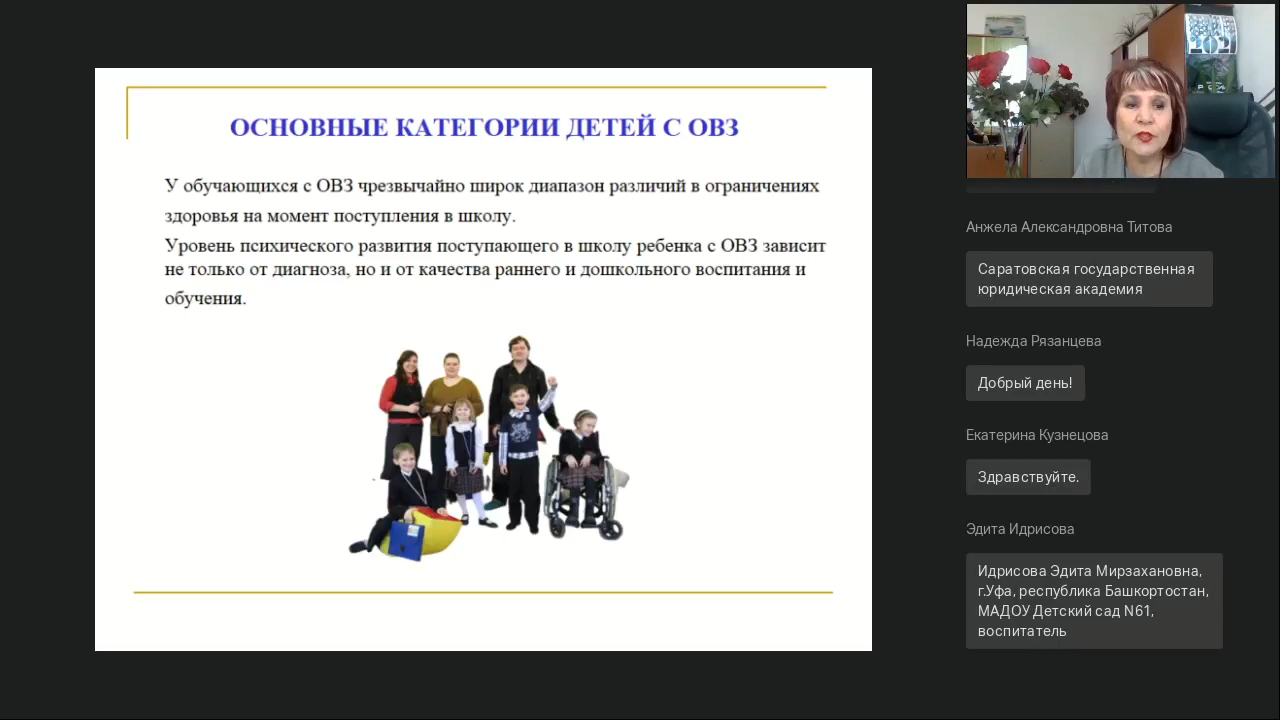 ОСНОВНЫЕ КАТЕГОРИИ ДЕТЕЙ С ОВЗ
У обучающихся с ОВЗ чрезвычайно широк диапазон различий в ограничениях
здоровья на момент поступления в школу.
Уровень психического развития поступающего в школу ребенка с ОВЗ зависит
не только от диагноза, но и от качества раннего и дошкольного воспитания и
обучения.
Анжела Александровна Титова
Саратовская государственная
юридическая академия
Надежда Рязанцева
Добрый день!
Екатерина Кузнецова
Здравствуйте.
Эдита Идрисова
Идрисова Эдита Мирзахановна,
г.Уфа, республика Башкортостан,
МАДОУ Детский сад N61,
воспитатель